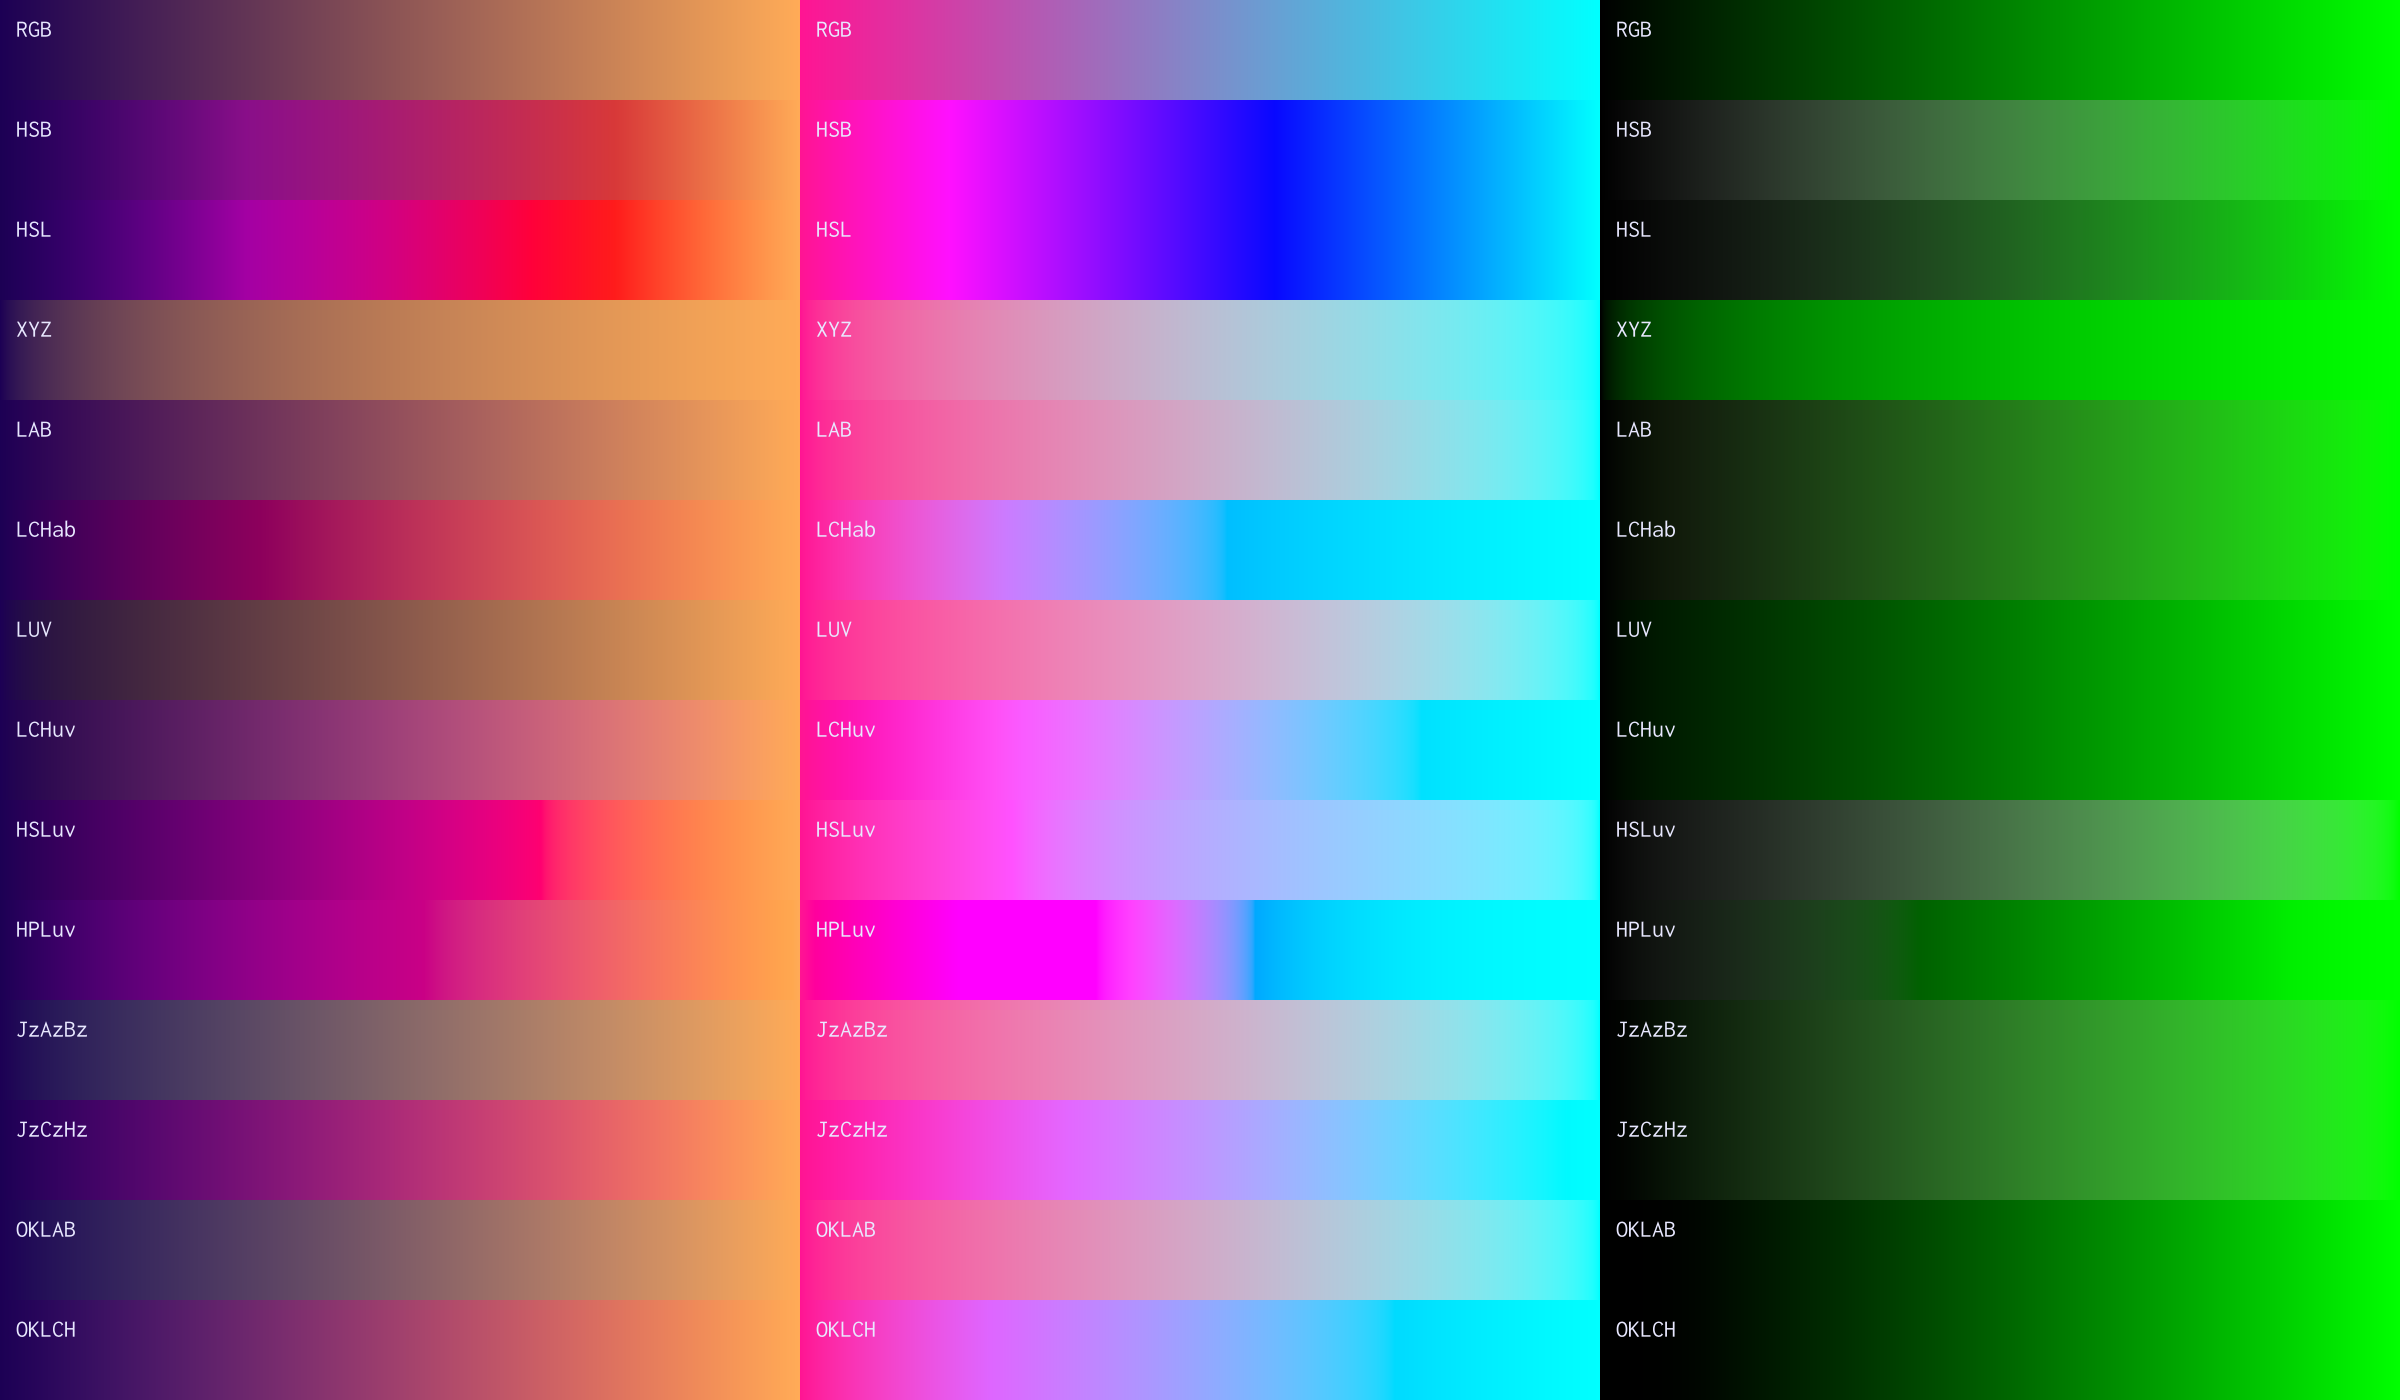 RGB RGB RGB
HSB HSB HSB
HSL HSL HSL
XYZ XYZ XYZ
LAB LAB LAB
LCHab LCHab LCHab
LUV LUV LUV
LCHuv LCHuv LCHuv
HSLuv HSLuv HSLuv
HPLuv HPLuv HPLuv
JzAzBz JzAzBz JzAzBz
JzCzHz JzCzHz JzCzHz
OKLAB OKLAB OKLAB
OKLCH OKLCH OKLCH